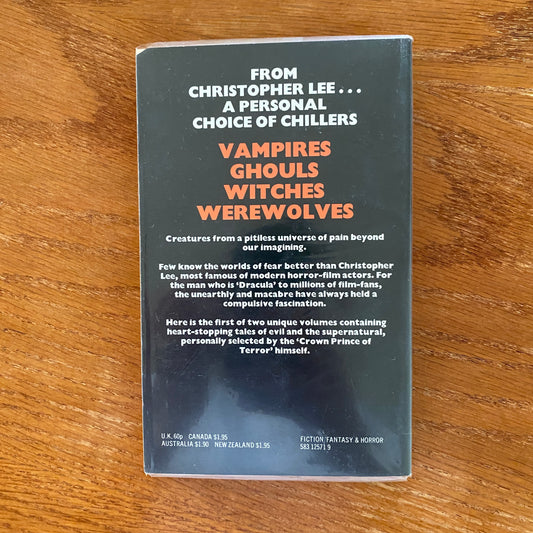 FROM
CHRISTOPHER LEE...
A PERSONAL
CHOICE OF CHILLERS
VAMPIRES
GHOULS
WITCHES
WEREWOLVES
Creatures from a pitiless universe of pain beyond
our imagining.
Few know the worlds of fear better than Christopher
Lee, most famous of modern horror-film actors. For
the man who is 'Dracula' to millions of film-fans,
the unearthly and macabre have always held a
compulsive fascination.
Here is the first of two unique volumes containing
heart-stopping tales of evil and the supernatural,
personally selected by the 'Crown Prince of
Terror' himself.
U.K. 60p CANADA $1.95
AUSTRALIA $1.90 NEW ZEALAND $1.95
FICTION/FANTASY & HORROR
583 12571 9